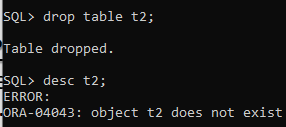 SQL> drop table t2;
Table dropped.
SQL> desc t2;
ERROR:
ORA-04043: object t2 does not exist